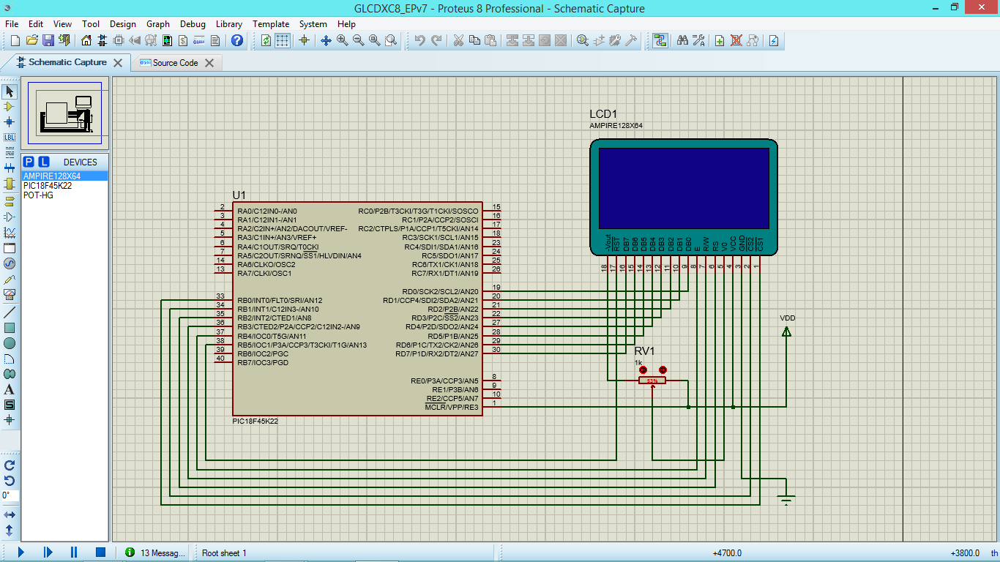 GLCDXC8_EPv7 - Proteus 8 Professional - Schematic Capture
File Edit View Tool Design Graph Debug Library Template System Help
Schematic Capture Source Code
P L DEVICES
AMPIRE128X64
PIC18F45K22
POT-HG
LBL
A
S
0°
LCD1
AMPIRE128X64
-Vout
RST
DB7
DB6
DB5
DB4
DB3
DB2
DB1
DB0
E
R/W
RS
V0
VCC
GND
CS2
CS1
18 17 16 15 14 13 12 11 10 9 8 7 6 5 4 3 2 1
U1
2 RA0/C12IN0-/AN0
3 RA1/C12IN1-/AN1
4 RA2/C2IN+/AN2/DACOUT/VREF-
5 RA3/C1IN+/AN3/VREF+
6 RA4/C1OUT/SRQ/T0CKI
7 RA5/C2OUT/SRNQ/SS1/HLVDIN/AN4
14 RA6/CLKO/OSC2
13 RA7/CLKI/OSC1
33 RB0/INT0/FLT0/SRI/AN12
34 RB1/INT1/C12IN3-/AN10
35 RB2/INT2/CTED1/AN8
36 RB3/CTED2/P2A/CCP2/C12IN2-/AN9
37 RB4/IOC0/T5G/AN11
38 RB5/IOC1/P3A/CCP3/T3CKI/T1G/AN13
39 RB6/IOC2/PGC
40 RB7/IOC3/PGD
RC0/P2B/T3CKI/T3G/T1CKI/SOSCO 15
RC1/P2A/CCP2/SOSCI 16
RC2/CTPLS/P1A/CCP1/T5CKI/AN14 17
RC3/SCK1/SCL1/AN15 18
RC4/SDI1/SDA1/AN16 23
RC5/SDO1/AN17 24
RC6/TX1/CK1/AN18 25
RC7/RX1/DT1/AN19 26
RD0/SCK2/SCL2/AN20 19
RD1/CCP4/SDI2/SDA2/AN21 20
RD2/P2B/AN22 21
RD3/P2C/SS2/AN23 22
RD4/P2D/SDO2/AN24 27
RD5/P1B/AN25 28
RD6/P1C/TX2/CK2/AN26 29
RD7/P1D/RX2/DT2/AN27 30
RE0/P3A/CCP3/AN5 8
RE1/P3B/AN6 9
RE2/CCP5/AN7 10
MCLR/VPP/RE3 1
PIC18F45K22
RV1
1k
53%
VDD
13 Messag... Root sheet 1 +4700.0 +3800.0 th